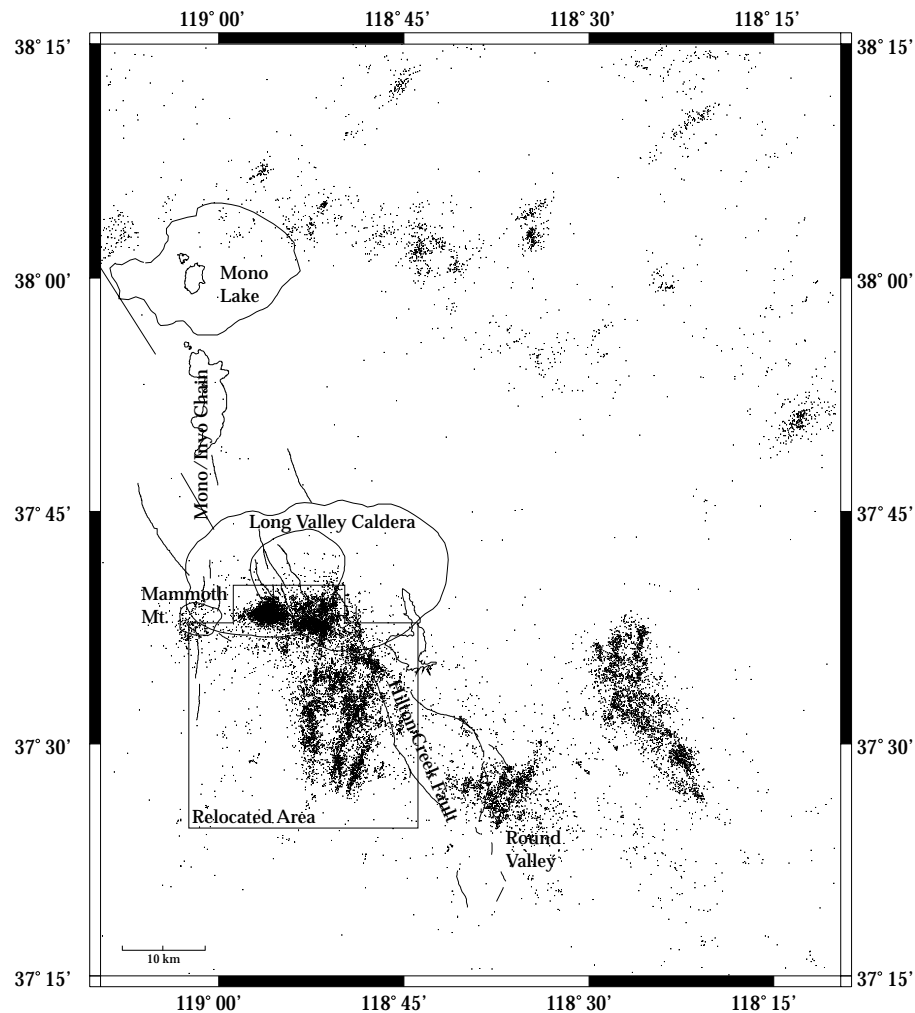 119° 00' 118° 45' 118° 30' 118° 15'
38° 15' 38° 15'
Mono
Lake
38° 00' 38° 00'
Mono/Inyo Chain
37° 45' 37° 45'
Long Valley Caldera
Mammoth
Mt.
Hilton Creek Fault
37° 30' 37° 30'
Relocated Area
Round
Valley
10 km
37° 15' 37° 15'
119° 00' 118° 45' 118° 30' 118° 15'